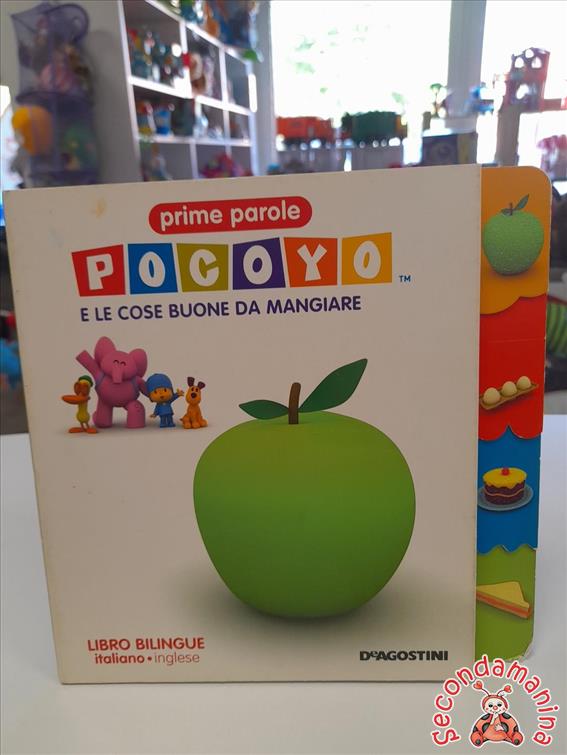 prime parole
POCOYO™
E LE COSE BUONE DA MANGIARE
LIBRO BILINGUE
italiano • inglese
DeAGOSTINI
Secondamanina